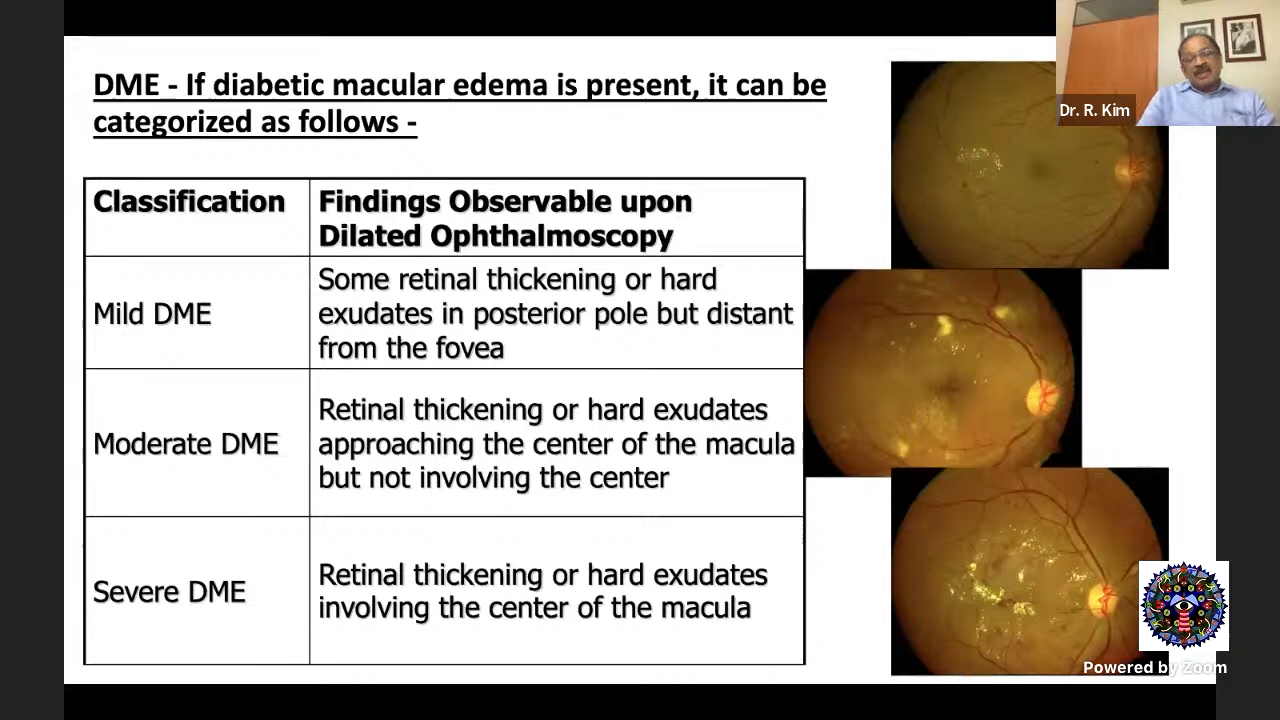 DME - If diabetic macular edema is present, it can be
categorized as follows -
Dr. R. Kim
Classification
Findings Observable upon
Dilated Ophthalmoscopy
Mild DME
Some retinal thickening or hard
exudates in posterior pole but distant
from the fovea
Moderate DME
Retinal thickening or hard exudates
approaching the center of the macula
but not involving the center
Severe DME
Retinal thickening or hard exudates
involving the center of the macula
Powered by Zoom